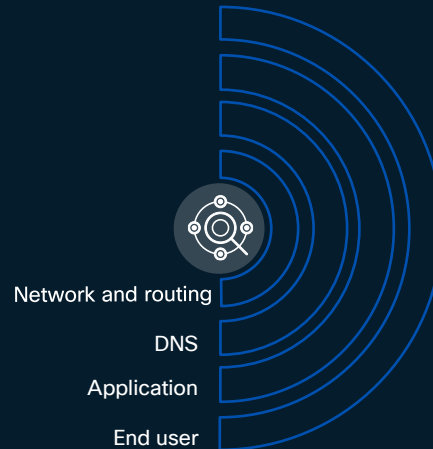 Network and routing
DNS
Application
End user